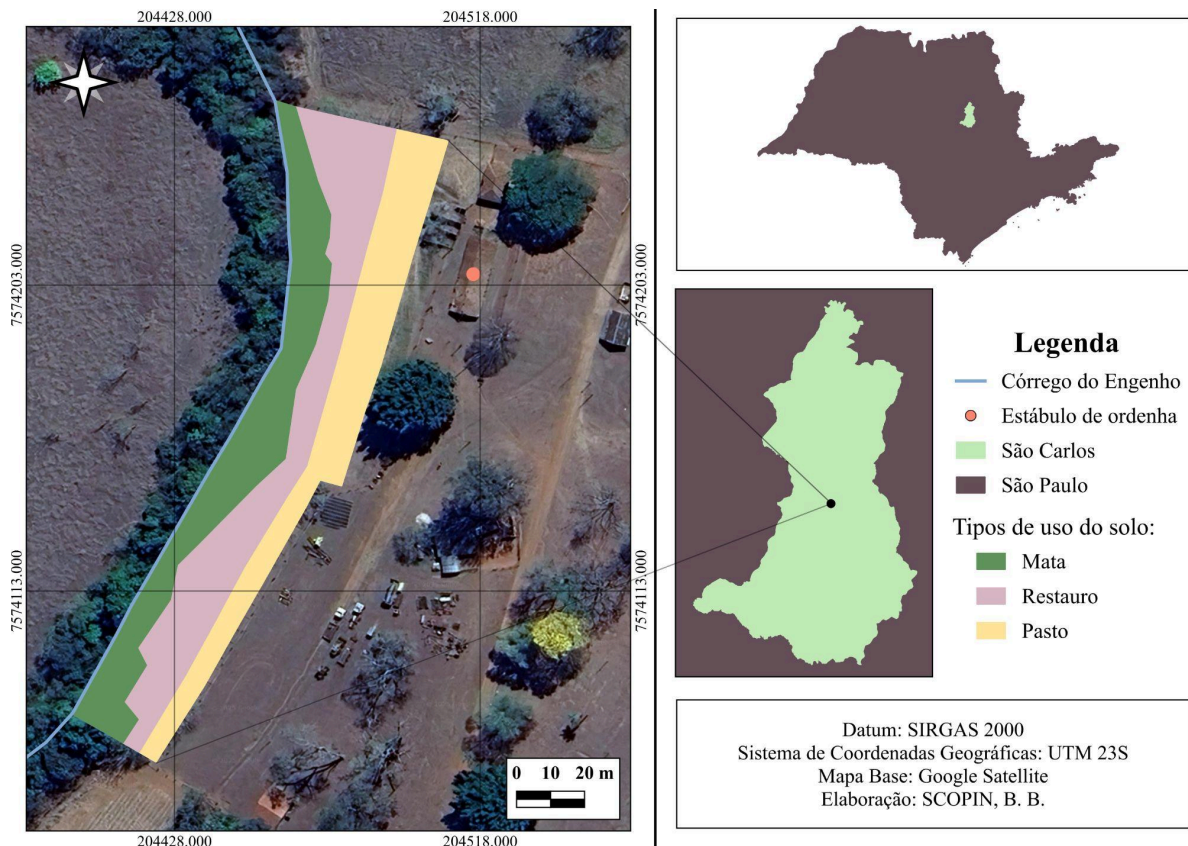 204428.000
204518.000
7574203.000
7574203.000
7574113.000
7574113.000
0 10 20 m
204428.000
204518.000
Legenda
Córrego do Engenho
Estábulo de ordenha
São Carlos
São Paulo
Tipos de uso do solo:
Mata
Restauro
Pasto
Datum: SIRGAS 2000
Sistema de Coordenadas Geográficas: UTM 23S
Mapa Base: Google Satellite
Elaboração: SCOPIN, B. B.